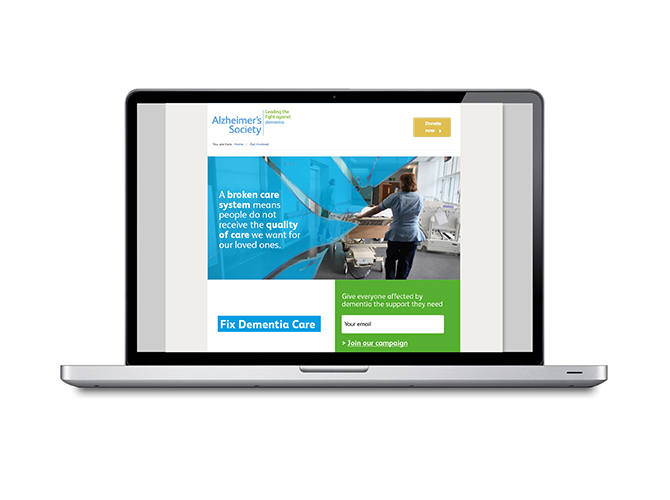 Alzheimer's
Society
Leading the
fight against
dementia
Donate
now >
You are here: Home > Get involved
A broken care
system means
people do not
receive the quality
of care we want for
our loved ones.
Give everyone affected by
dementia the support they need
Fix Dementia Care
Your email
> Join our campaign